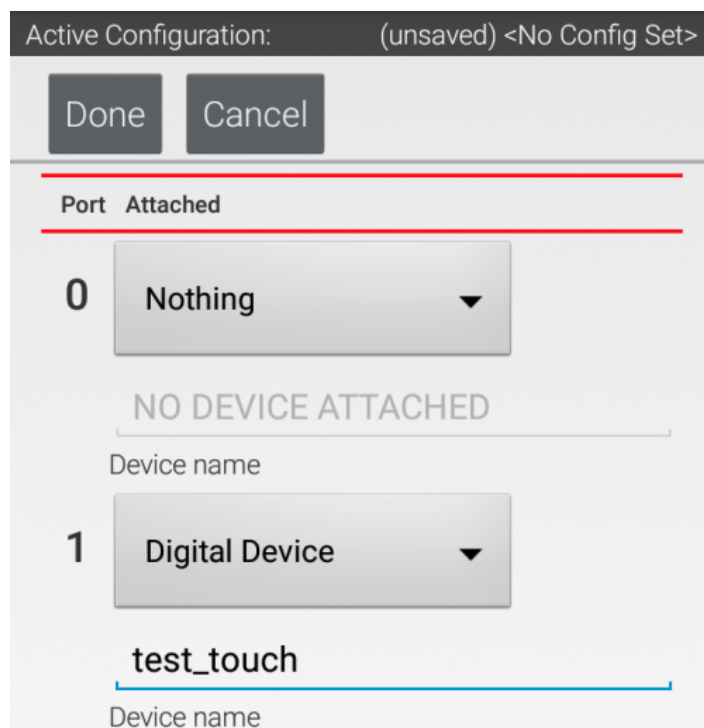 Active Configuration: (unsaved) <No Config Set>
Done Cancel
Port Attached
0 Nothing
NO DEVICE ATTACHED
Device name
1 Digital Device
test_touch
Device name